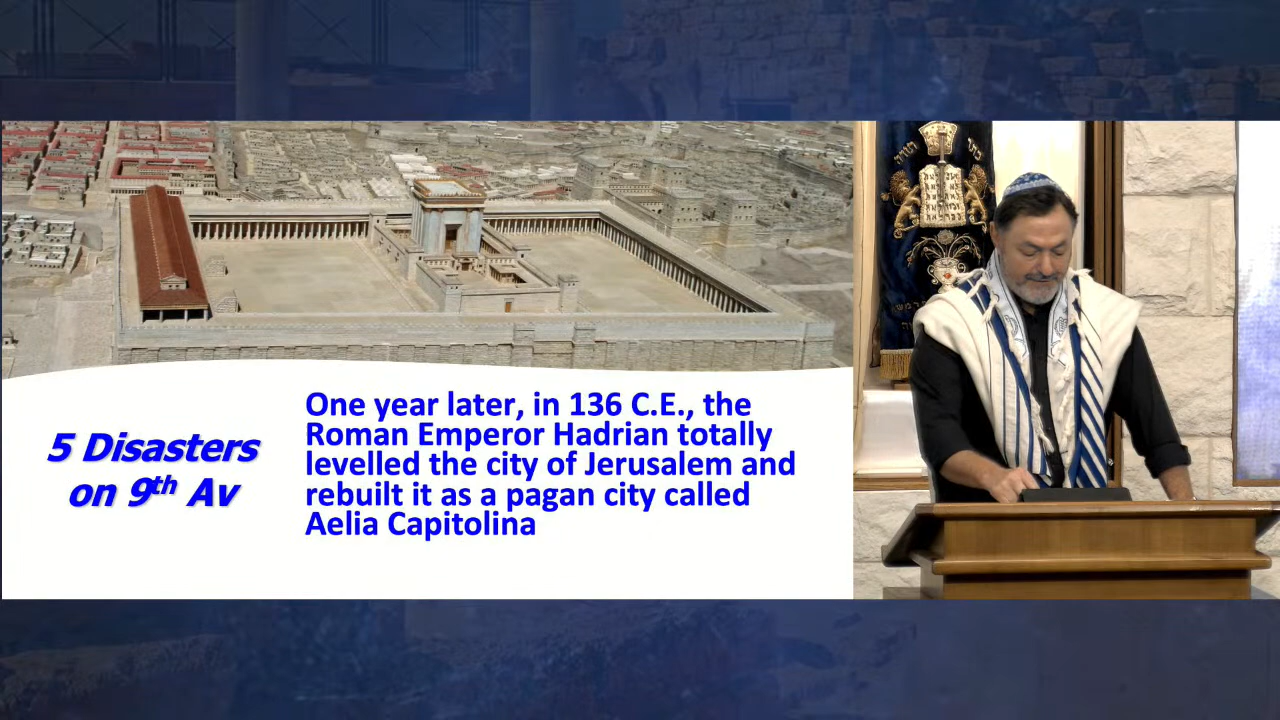 5 Disasters
on 9th Av
One year later, in 136 C.E., the
Roman Emperor Hadrian totally
levelled the city of Jerusalem and
rebuilt it as a pagan city called
Aelia Capitolina
תורה